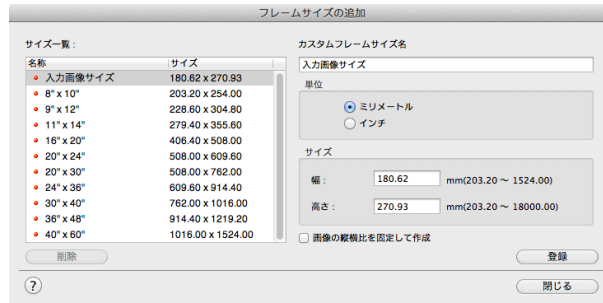 フレームサイズの追加
サイズ一覧：
名称 サイズ
入力画像サイズ 180.62 x 270.93
8" x 10" 203.20 x 254.00
9" x 12" 228.60 x 304.80
11" x 14" 279.40 x 355.60
16" x 20" 406.40 x 508.00
20" x 24" 508.00 x 609.60
20" x 30" 508.00 x 762.00
24" x 36" 609.60 x 914.40
30" x 40" 762.00 x 1016.00
36" x 48" 914.40 x 1219.20
40" x 60" 1016.00 x 1524.00
削除
カスタムフレームサイズ名
入力画像サイズ
単位
ミリメートル
インチ
サイズ
幅： 180.62 mm(203.20 ～ 1524.00)
高さ： 270.93 mm(203.20 ～ 18000.00)
画像の縦横比を固定して作成
登録
? 閉じる